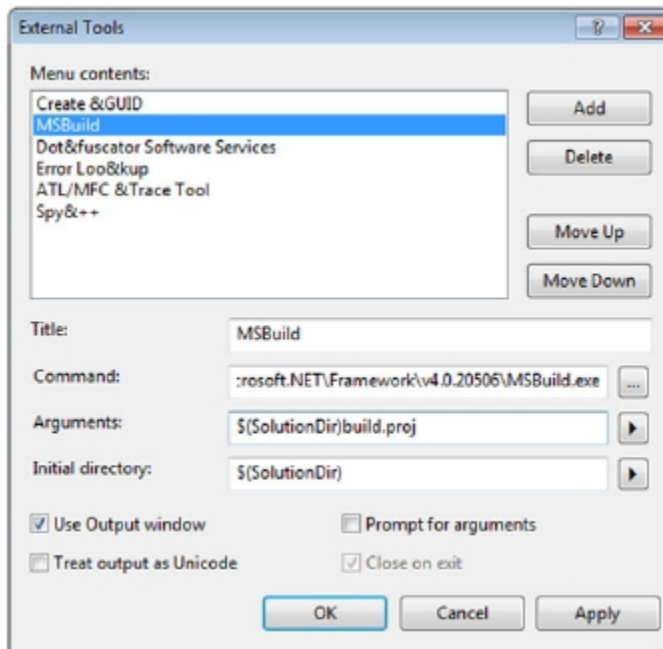 External Tools
Menu contents:
Create &GUID
MSBuild
Dot&fuscator Software Services
Error Loo&kup
ATL/MFC &Trace Tool
Spy&++
Add
Delete
Move Up
Move Down
Title: MSBuild
Command: :rosoft.NET\Framework\v4.0.20506\MSBuild.exe ...
Arguments: $(SolutionDir)build.proj
Initial directory: $(SolutionDir)
Use Output window Prompt for arguments
Treat output as Unicode Close on exit
OK Cancel Apply